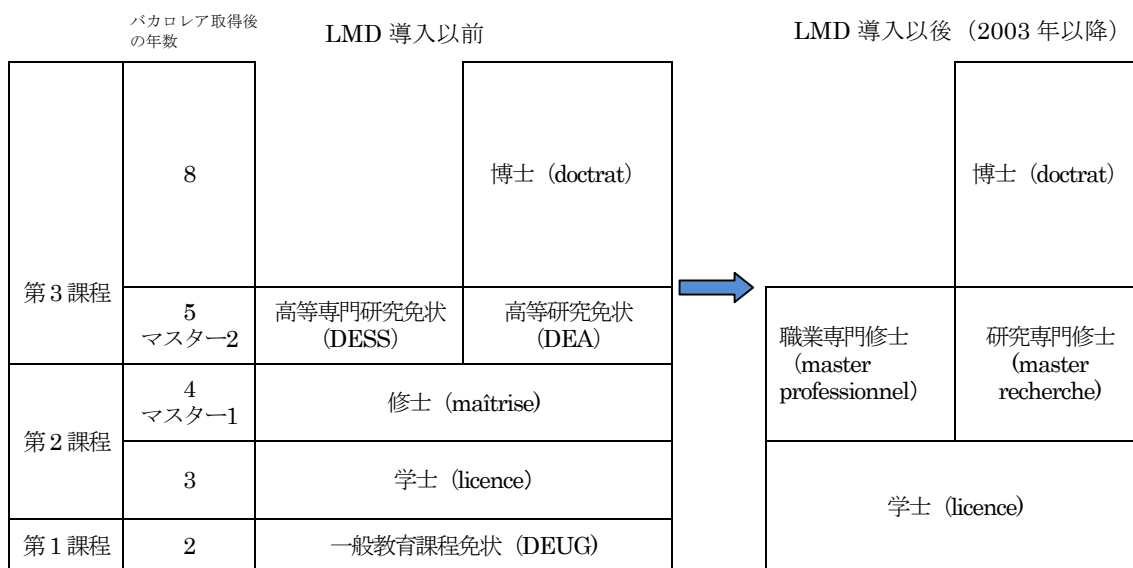 バカロレア取得後
の年数
LMD 導入以前
LMD 導入以後（2003 年以降）
8
博士（doctrat）
博士（doctrat）
第3課程
5
マスター2
高等専門研究免状
（DESS）
高等研究免状
（DEA）
職業専門修士
（master
professionnel）
研究専門修士
（master
recherche）
4
マスター1
修士（maîtrise）
第2課程
3
学士（licence）
学士（licence）
第1課程
2
一般教育課程免状（DEUG）